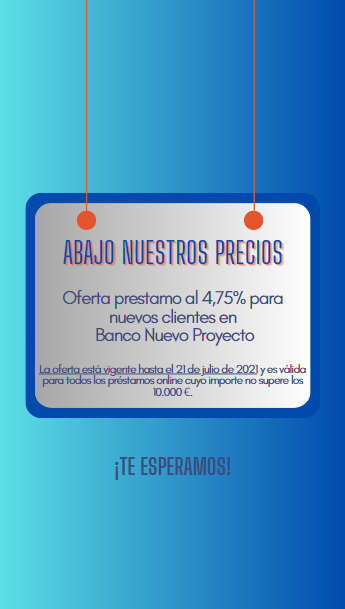 ABAJO NUESTROS PRECIOS
Oferta prestamo al 4,75% para
nuevos clientes en
Banco Nuevo Proyecto
La oferta está vigente hasta el 21 de julio de 2021 y es válida
para todos los préstamos online cuyo importe no supere los
10.000 €.
¡TE ESPERAMOS!